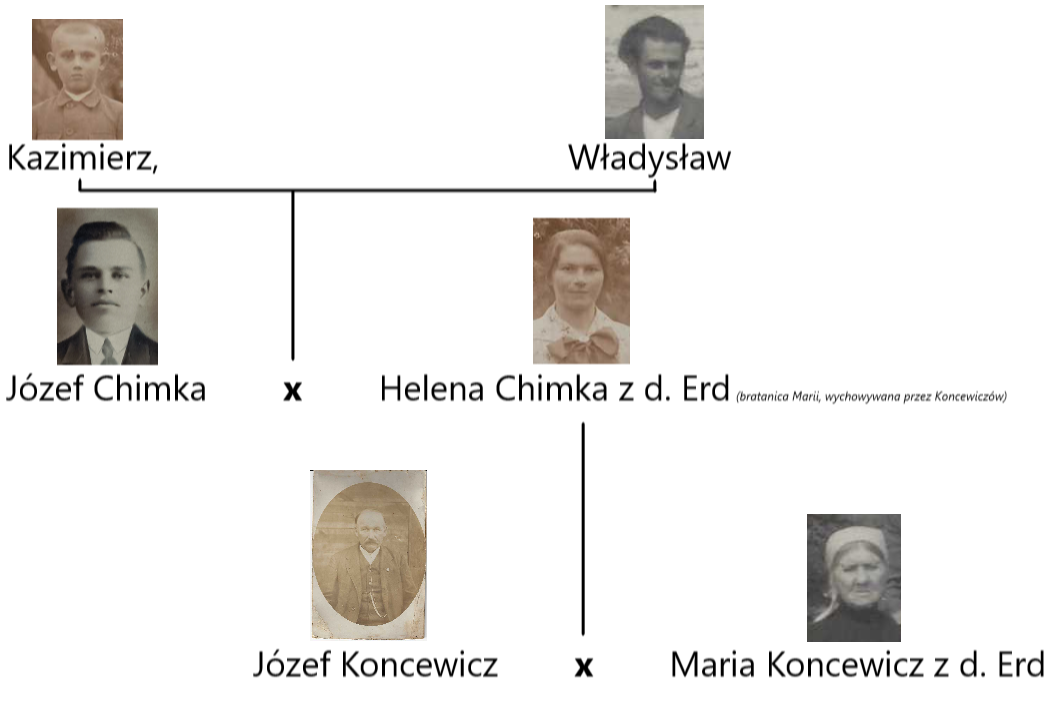 Kazimierz,
Władysław
Józef Chimka x Helena Chimka z d. Erd (bratanica Marii, wychowywana przez Koncewiczów)
Józef Koncewicz x Maria Koncewicz z d. Erd